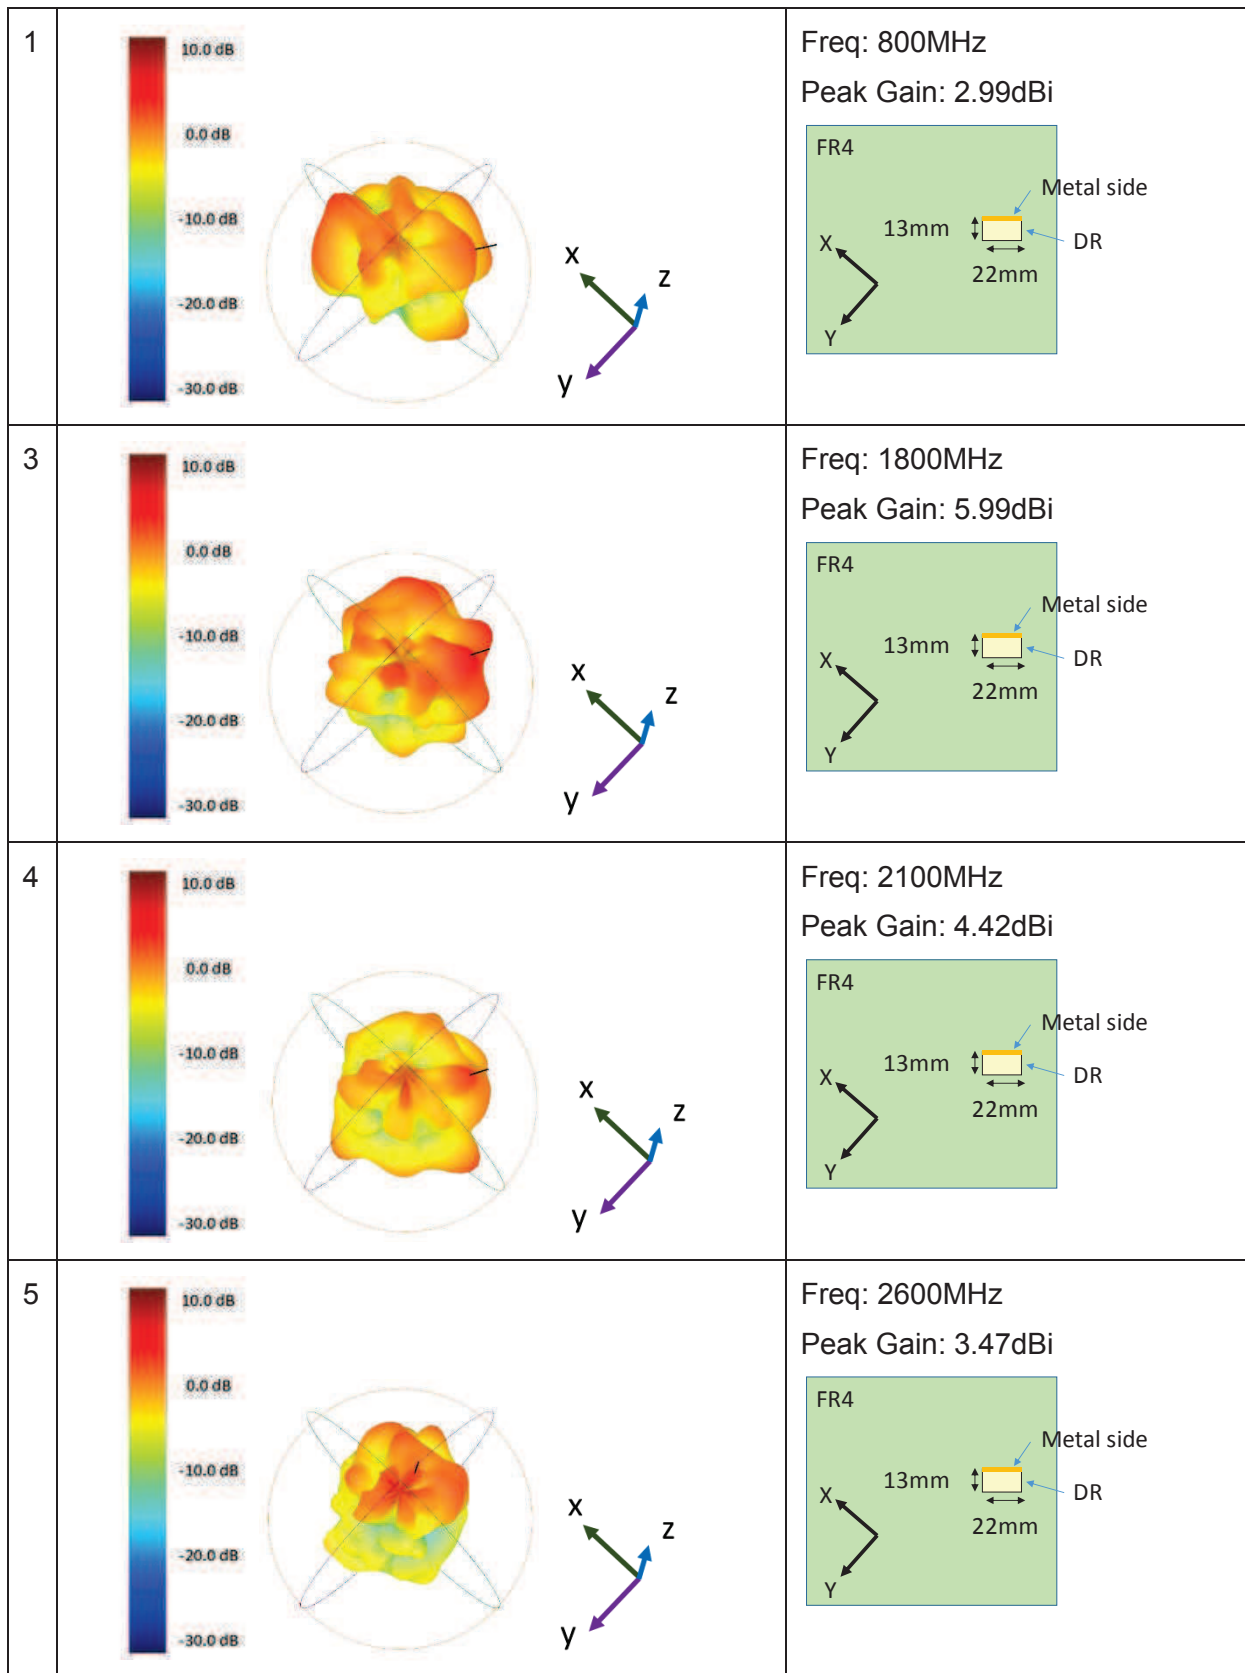 1
10.0 dB
0.0 dB
-10.0 dB
-20.0 dB
-30.0 dB
x
z
y
Freq: 800MHz
Peak Gain: 2.99dBi
FR4
Metal side
13mm
DR
X
22mm
Y
3
10.0 dB
0.0 dB
-10.0 dB
-20.0 dB
-30.0 dB
x
z
y
Freq: 1800MHz
Peak Gain: 5.99dBi
FR4
Metal side
13mm
DR
X
22mm
Y
4
10.0 dB
0.0 dB
-10.0 dB
-20.0 dB
-30.0 dB
x
z
y
Freq: 2100MHz
Peak Gain: 4.42dBi
FR4
Metal side
13mm
DR
X
22mm
Y
5
10.0 dB
0.0 dB
-10.0 dB
-20.0 dB
-30.0 dB
x
z
y
Freq: 2600MHz
Peak Gain: 3.47dBi
FR4
Metal side
13mm
DR
X
22mm
Y